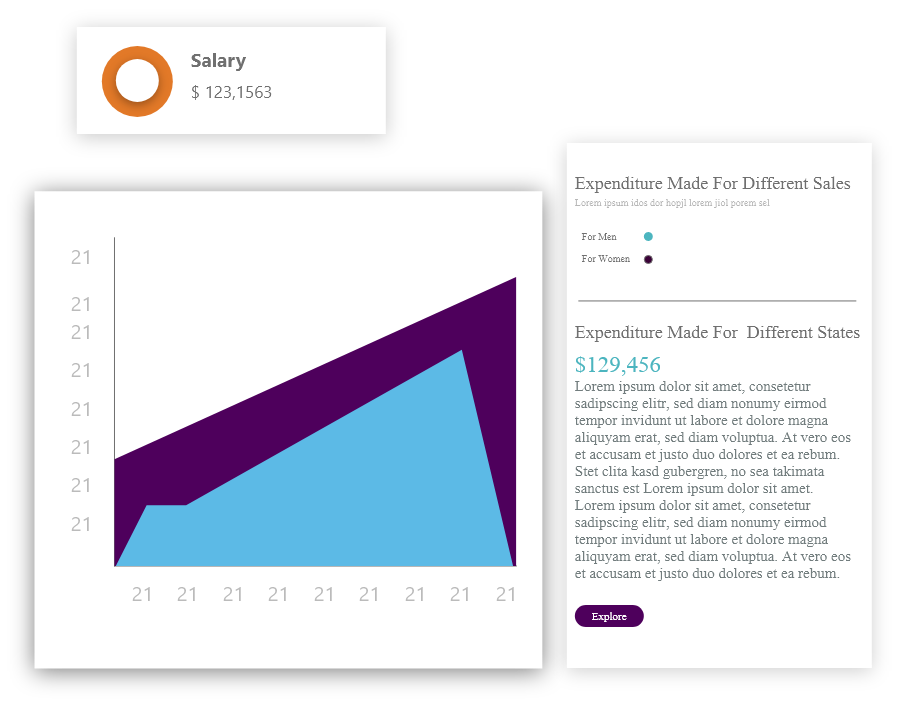 Salary
$ 123,1563
21
21
21
21
21
21
21
21
21 21 21 21 21 21 21 21 21
Expenditure Made For Different Sales
Lorem ipsum idos dor hopjl lorem jiol porem sel
For Men
For Women
Expenditure Made For  Different States
$129,456
Lorem ipsum dolor sit amet, consetetur
sadipscing elitr, sed diam nonumy eirmod
tempor invidunt ut labore et dolore magna
aliquyam erat, sed diam voluptua. At vero eos
et accusam et justo duo dolores et ea rebum.
Stet clita kasd gubergren, no sea takimata
sanctus est Lorem ipsum dolor sit amet.
Lorem ipsum dolor sit amet, consetetur
sadipscing elitr, sed diam nonumy eirmod
tempor invidunt ut labore et dolore magna
aliquyam erat, sed diam voluptua. At vero eos
et accusam et justo duo dolores et ea rebum.
Explore